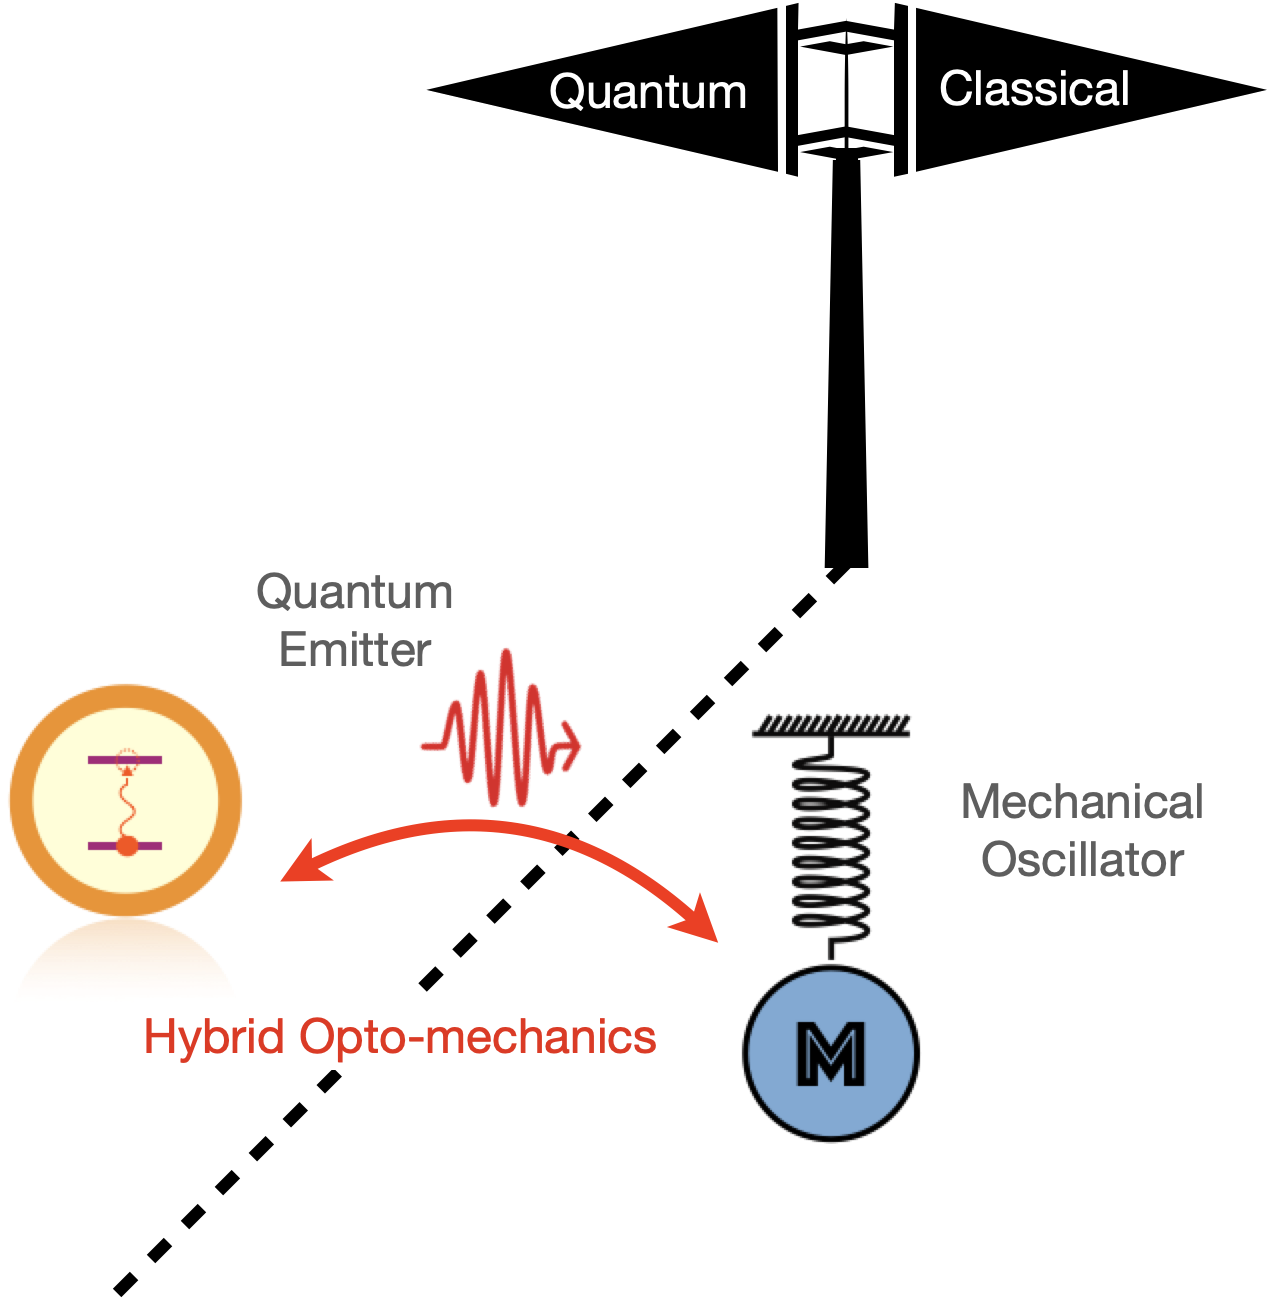 Quantum
Classical
Quantum
Emitter
Mechanical
Oscillator
Hybrid Opto-mechanics
M